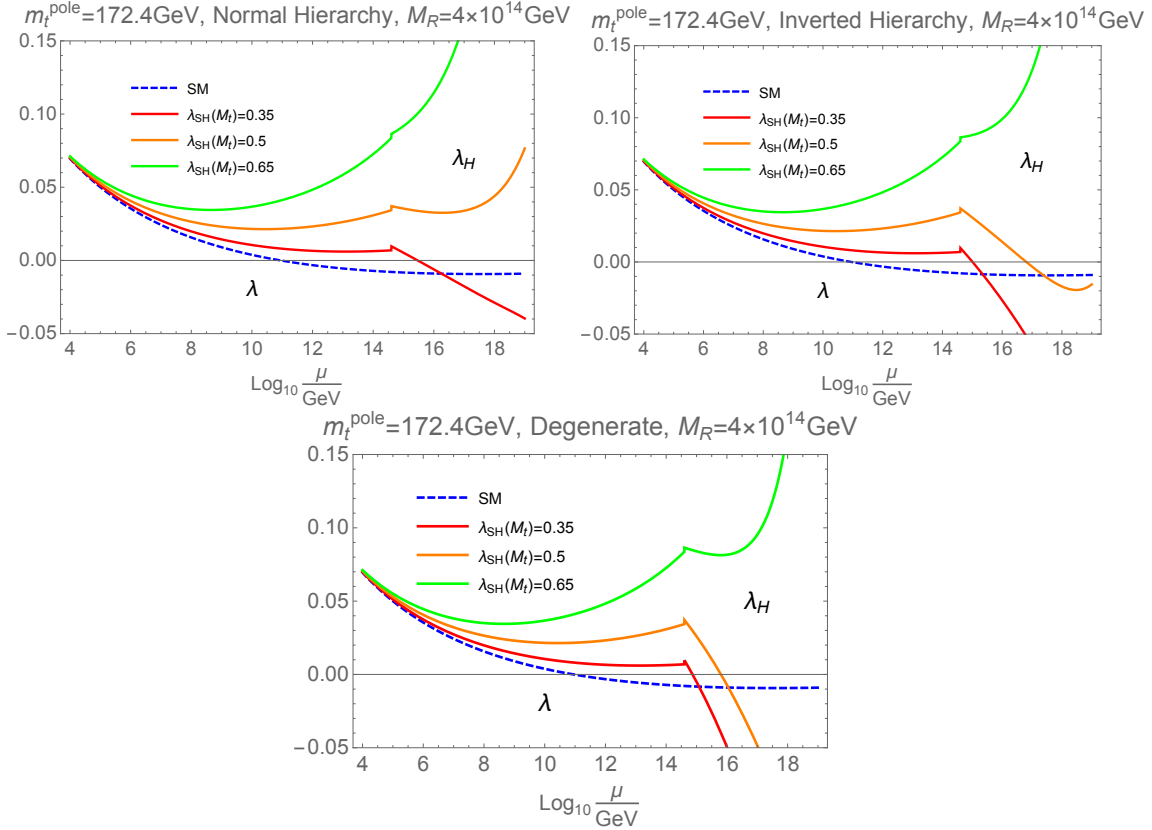 m_t^pole=172.4GeV, Normal Hierarchy, M_R=4×10^14GeV
0.15
0.10
0.05
0.00
−0.05
SM
λ_SH(M_t)=0.35
λ_SH(M_t)=0.5
λ_SH(M_t)=0.65
λ_H
λ
4 6 8 10 12 14 16 18
Log_10 μ/GeV
m_t^pole=172.4GeV, Inverted Hierarchy, M_R=4×10^14GeV
0.15
0.10
0.05
0.00
−0.05
SM
λ_SH(M_t)=0.35
λ_SH(M_t)=0.5
λ_SH(M_t)=0.65
λ_H
λ
4 6 8 10 12 14 16 18
Log_10 μ/GeV
m_t^pole=172.4GeV, Degenerate, M_R=4×10^14GeV
0.15
0.10
0.05
0.00
−0.05
SM
λ_SH(M_t)=0.35
λ_SH(M_t)=0.5
λ_SH(M_t)=0.65
λ_H
λ
4 6 8 10 12 14 16 18
Log_10 μ/GeV